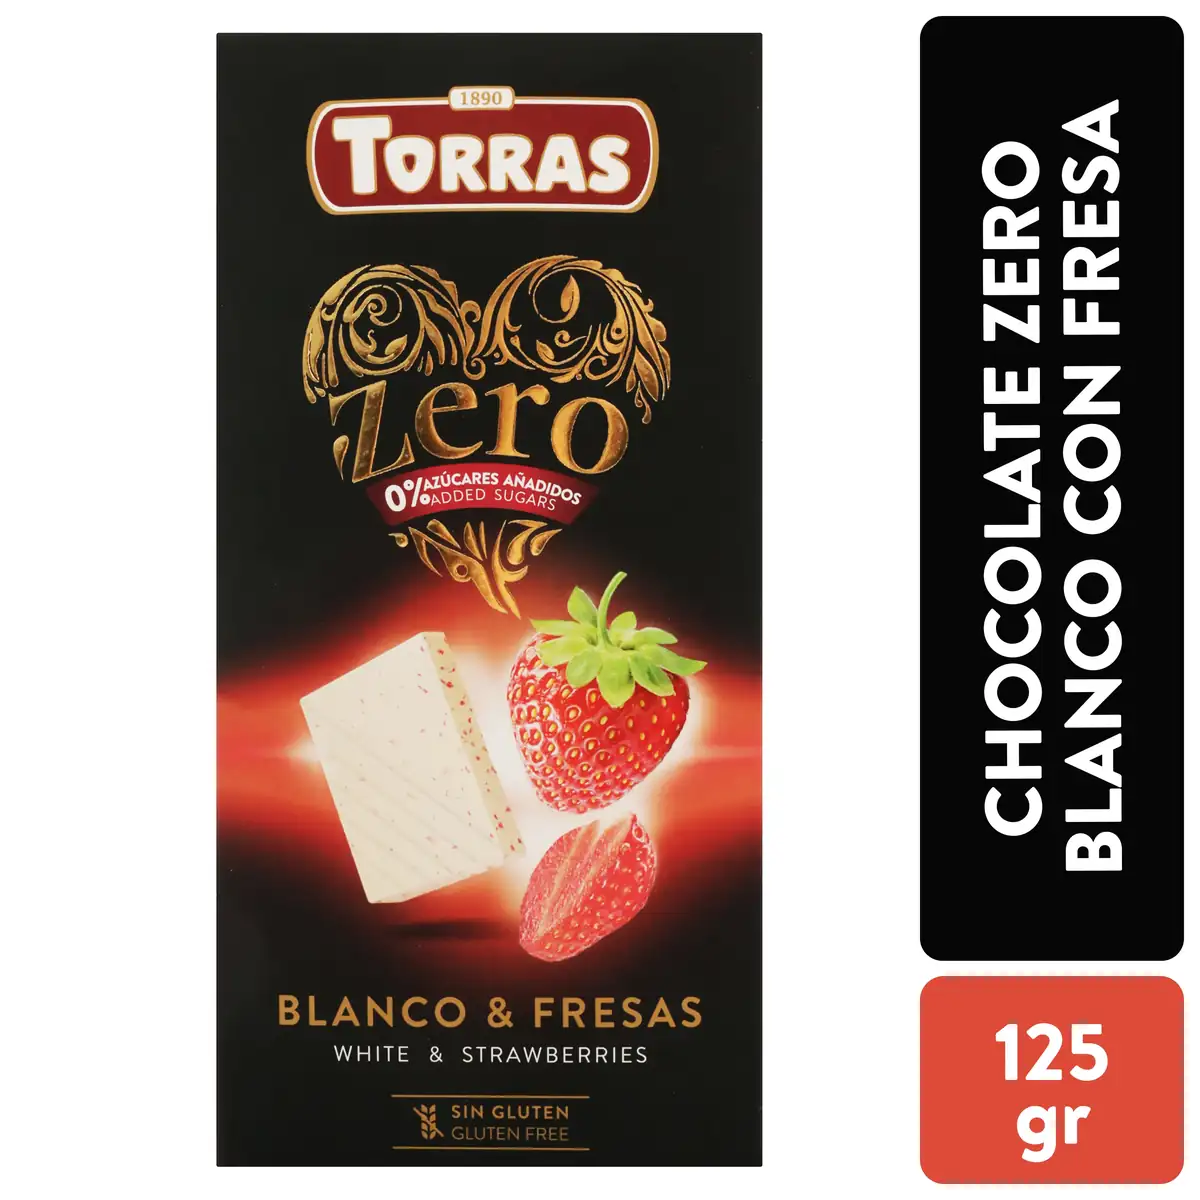 1890
TORRAS
Zero
0% AZÚCARES AÑADIDOS
ADDED SUGARS
BLANCO & FRESAS
WHITE & STRAWBERRIES
SIN GLUTEN
GLUTEN FREE
CHOCOLATE ZERO
BLANCO CON FRESA
125
gr